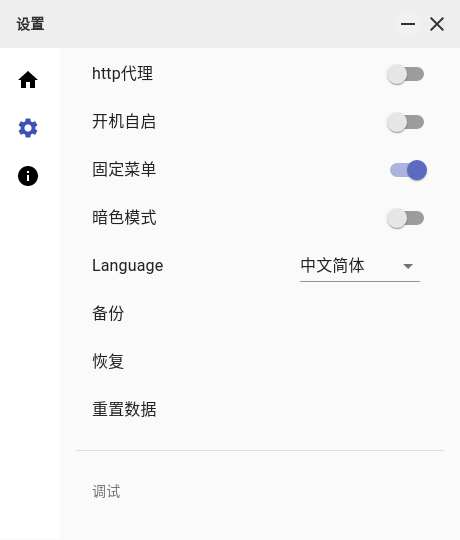 设置
http代理
开机自启
固定菜单
暗色模式
Language 中文简体
备份
恢复
重置数据
调试